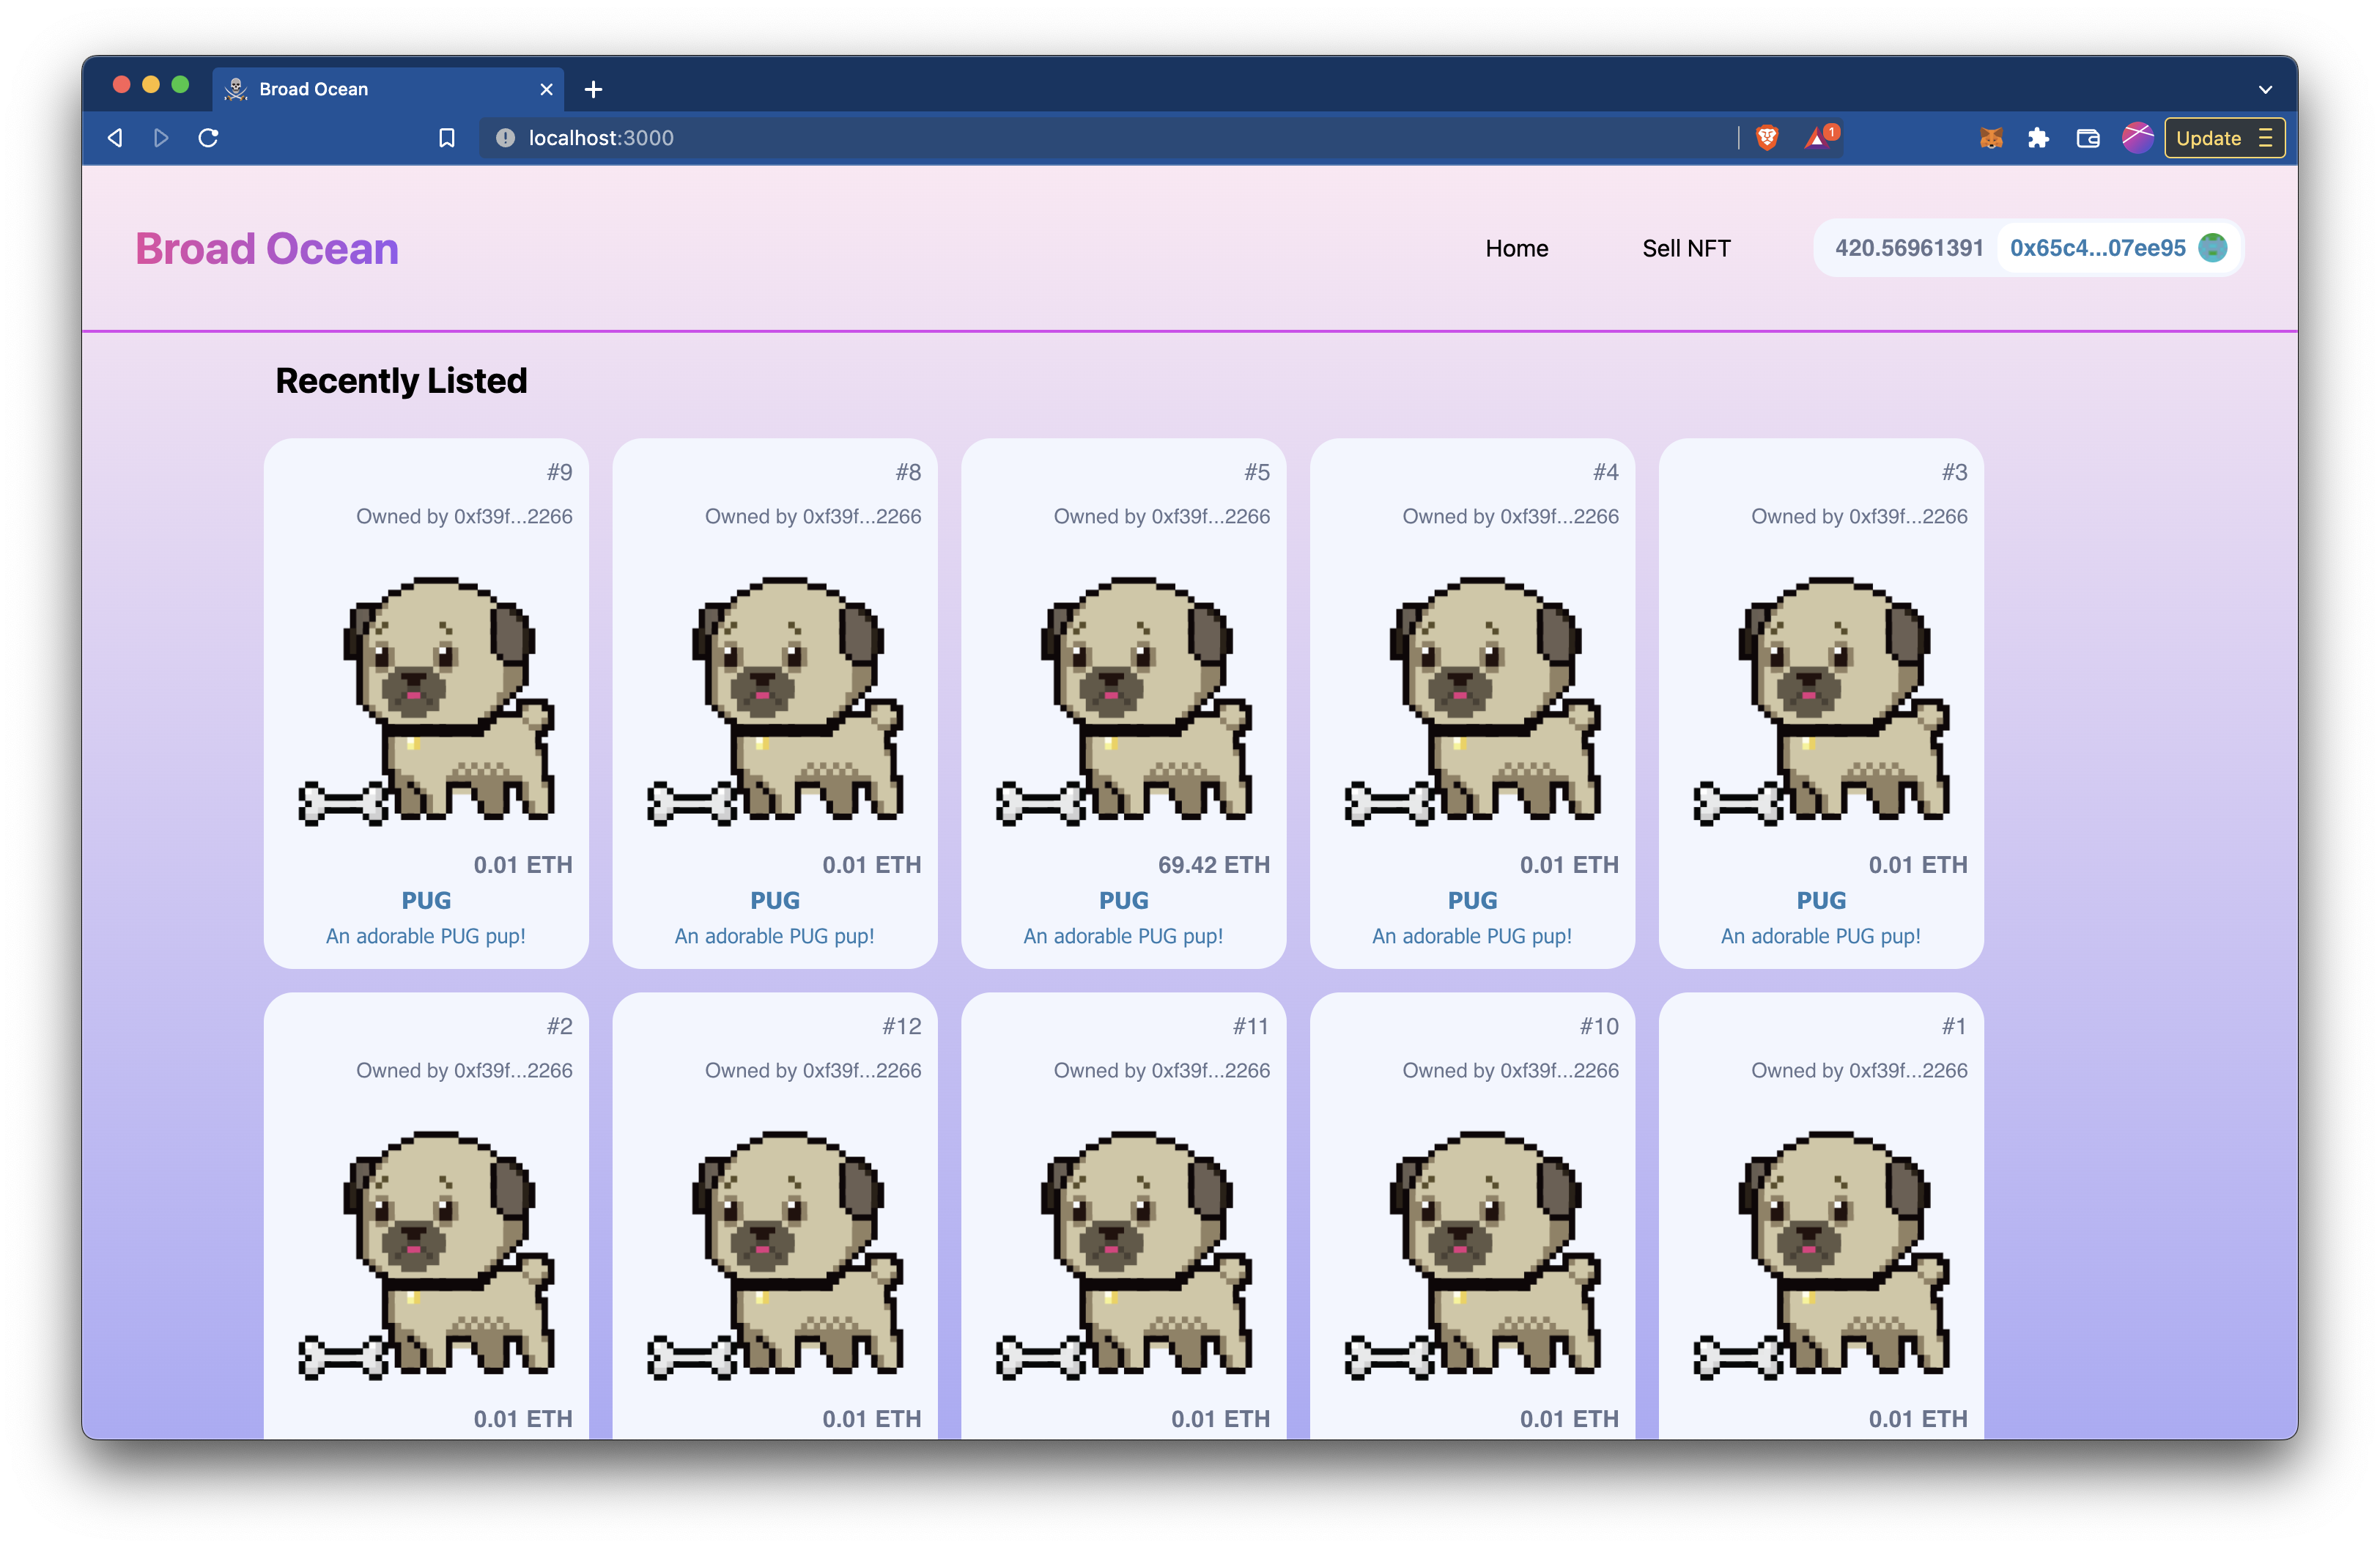 Broad Ocean
localhost:3000
1
Update
Broad Ocean
Home
Sell NFT
420.56961391
0x65c4...07ee95
Recently Listed
#9
Owned by 0xf39f...2266
0.01 ETH
PUG
An adorable PUG pup!
#8
Owned by 0xf39f...2266
0.01 ETH
PUG
An adorable PUG pup!
#5
Owned by 0xf39f...2266
69.42 ETH
PUG
An adorable PUG pup!
#4
Owned by 0xf39f...2266
0.01 ETH
PUG
An adorable PUG pup!
#3
Owned by 0xf39f...2266
0.01 ETH
PUG
An adorable PUG pup!
#2
Owned by 0xf39f...2266
0.01 ETH
#12
Owned by 0xf39f...2266
0.01 ETH
#11
Owned by 0xf39f...2266
0.01 ETH
#10
Owned by 0xf39f...2266
0.01 ETH
#1
Owned by 0xf39f...2266
0.01 ETH